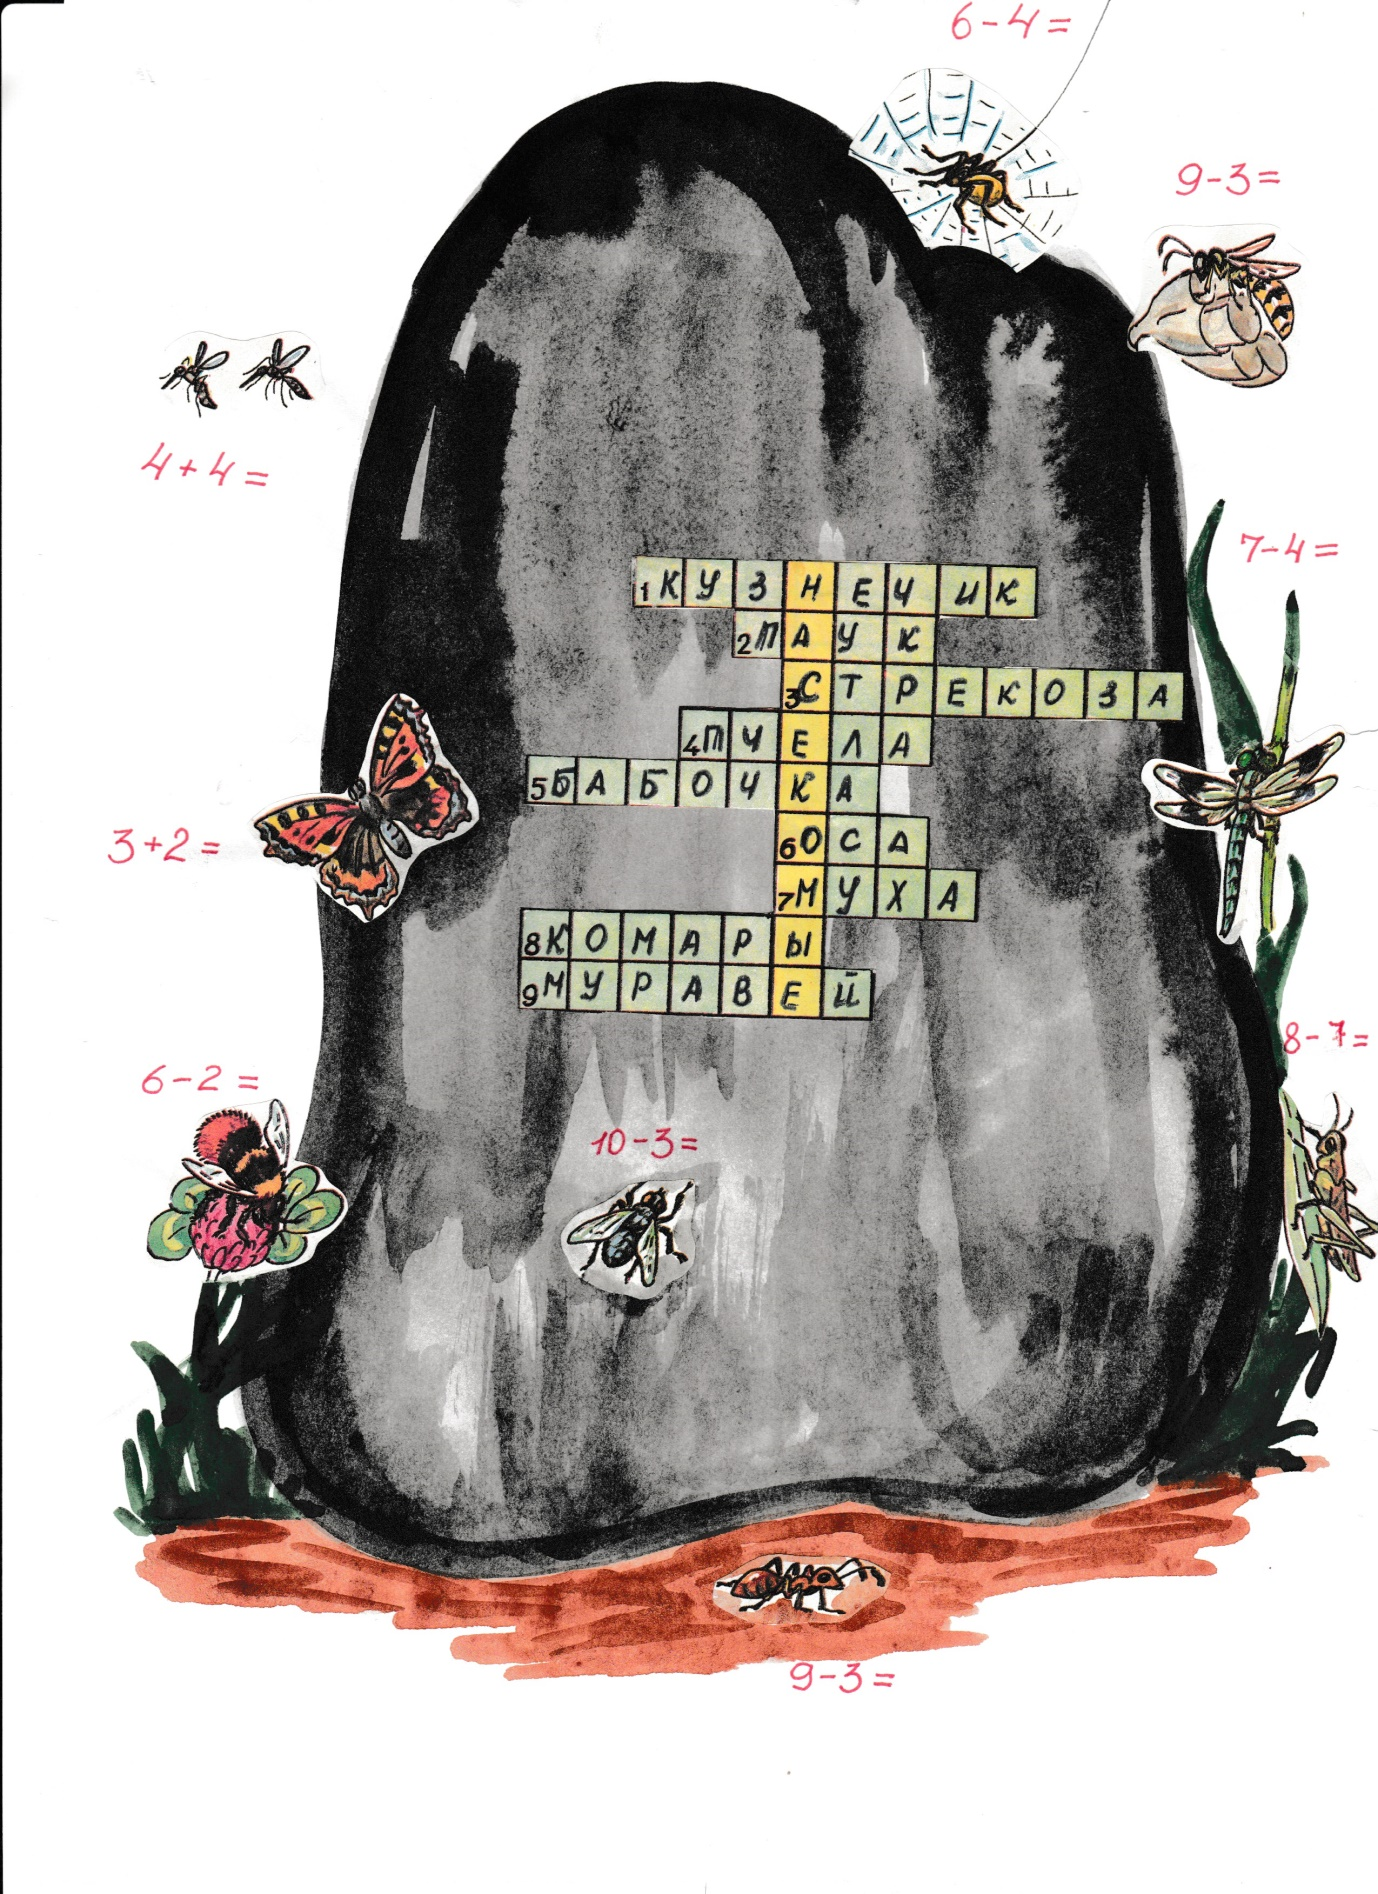 6-4=
9-3=
4+4=
7-4=
1КУЗНЕЧИК
2ПАУК
3СТРЕКОЗА
4ПЧЕЛА
5БАБОЧКА
3+2=
6ОСА
7МУХА
8КОМАРЫ
9МУРАВЕЙ
8-7=
6-2=
10-3=
9-3=